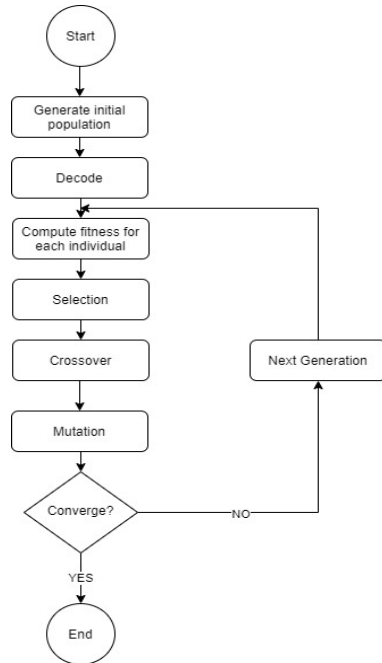 Start
Generate initial
population
Decode
Compute fitness for
each individual
Selection
Crossover
Next Generation
Mutation
Converge?
NO
YES
End